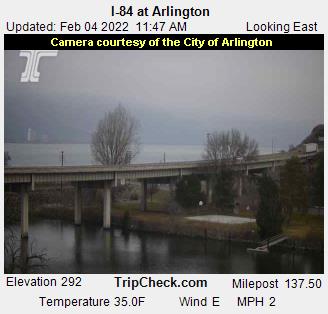 I-84 at Arlington
Updated: Feb 04 2022 11:47 AM Looking East
Camera courtesy of the City of Arlington
Elevation 292 TripCheck.com Milepost 137.50
Temperature 35.0F Wind E MPH 2